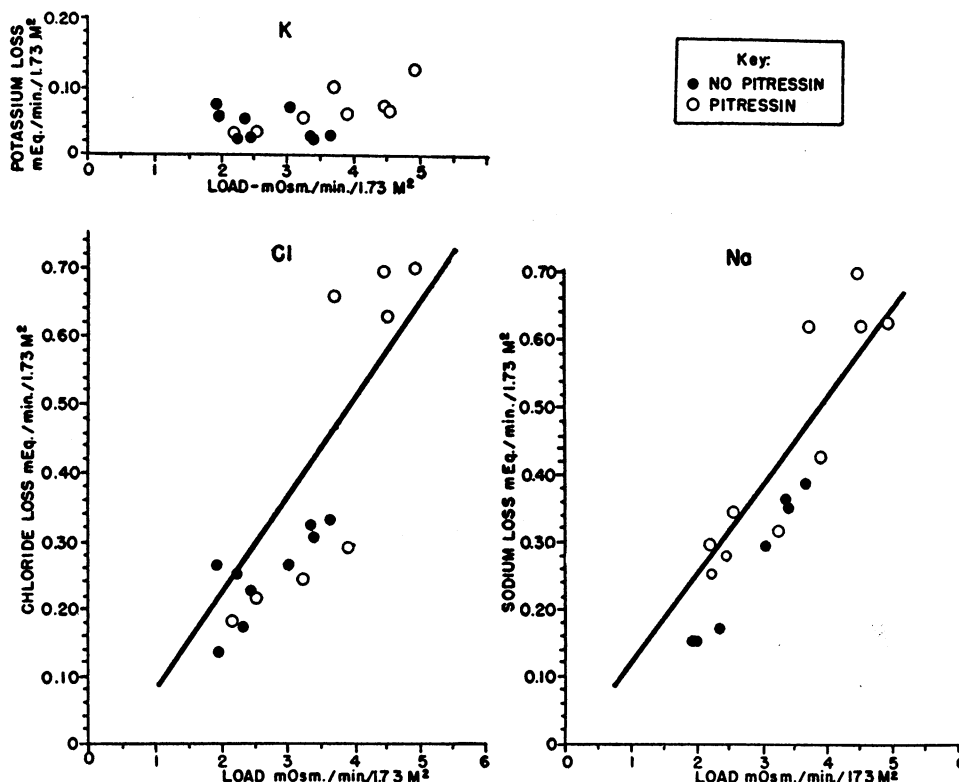 K
POTASSIUM LOSS
mEq./min./1.73 M²
0.20
0.10
0
0 1 2 3 4 5
LOAD-mOsm./min./1.73 M²
Key:
● NO PITRESSIN
○ PITRESSIN
Cl
CHLORIDE LOSS mEq./min./1.73 M²
0.70
0.60
0.50
0.40
0.30
0.20
0.10
0
0 1 2 3 4 5 6
LOAD mOsm./min/1.73 M²
Na
SODIUM LOSS mEq./min./1.73 M²
0.70
0.60
0.50
0.40
0.30
0.20
0.10
0
0 1 2 3 4 5 6
LOAD mOsm./min/173 M²